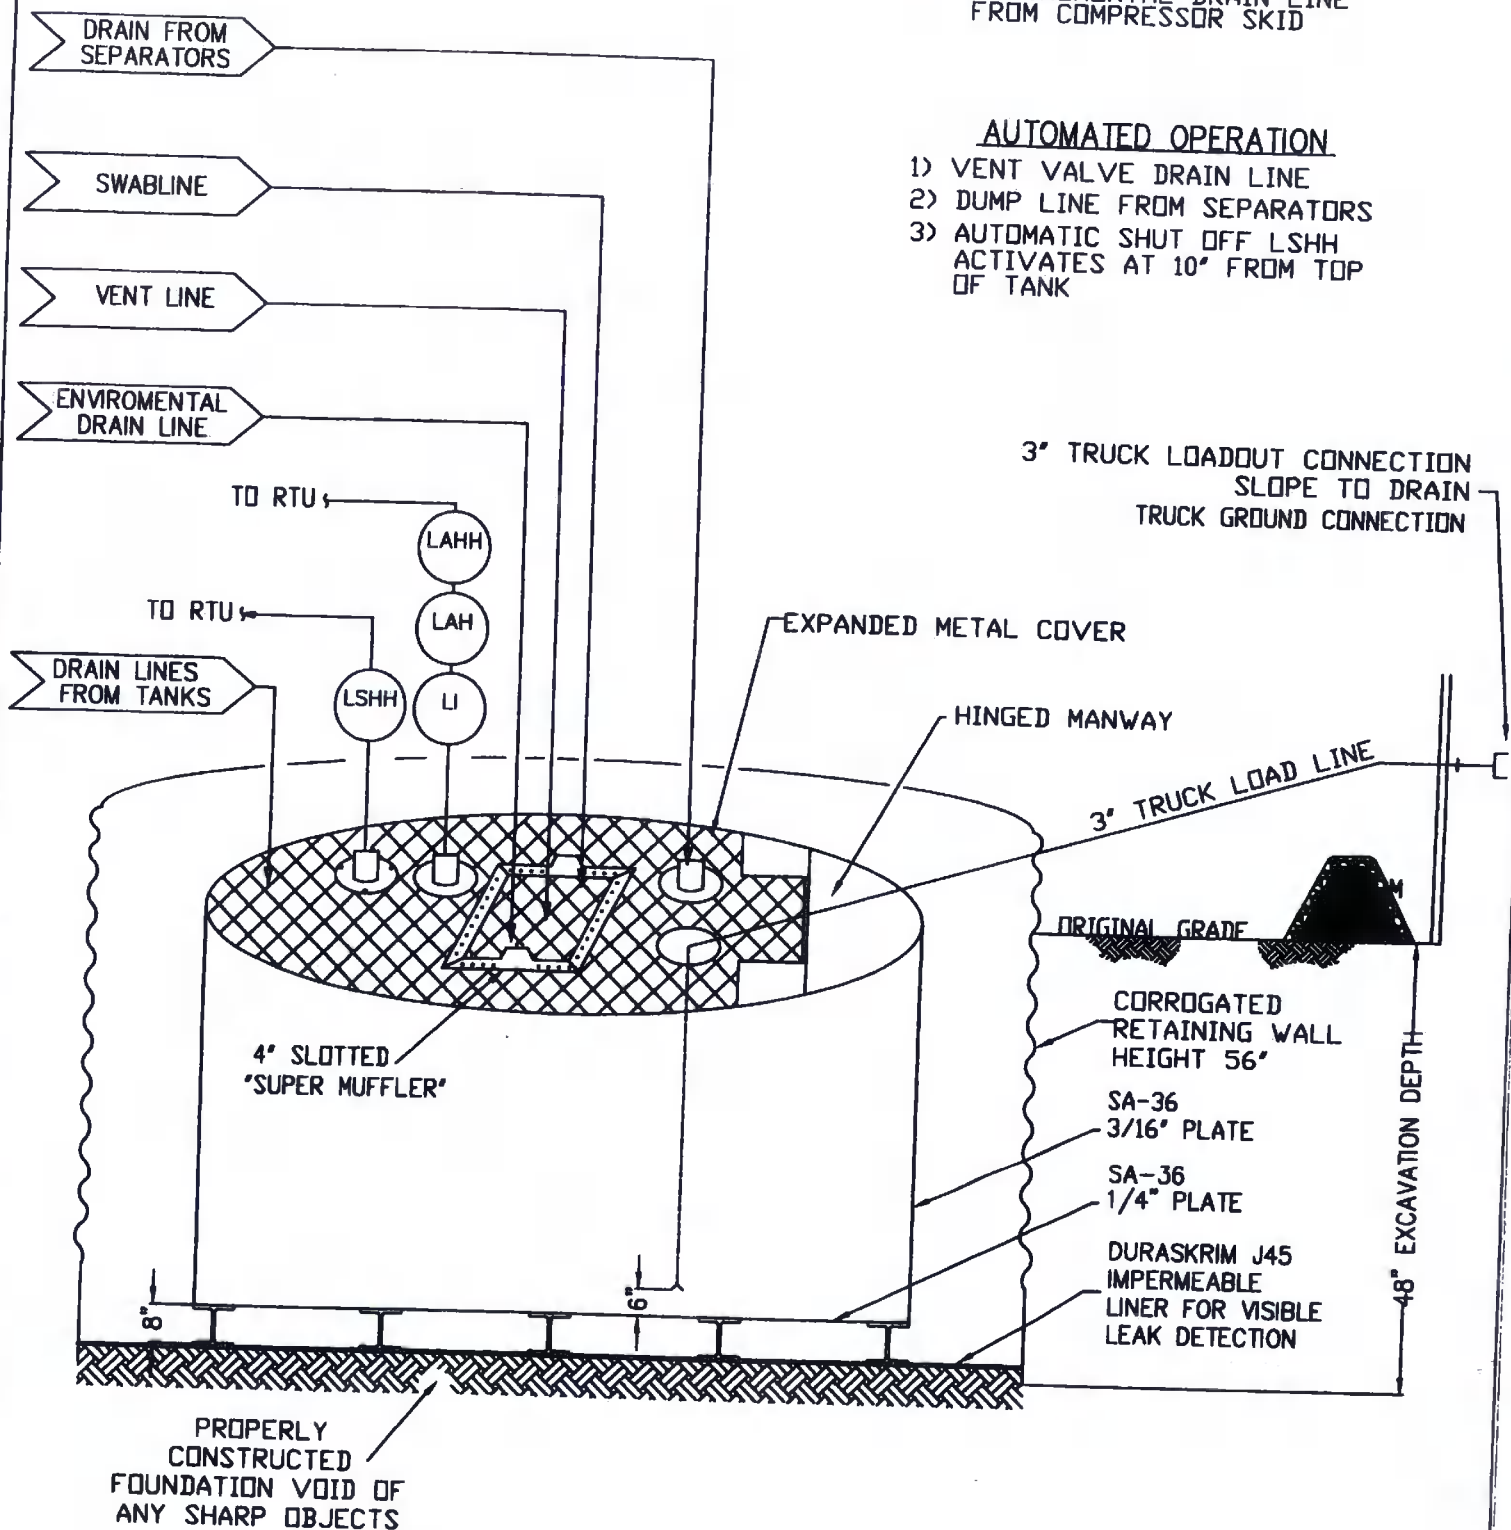 DRAIN LINE
FROM COMPRESSOR SKID
DRAIN FROM
SEPARATORS
AUTOMATED OPERATION
1) VENT VALVE DRAIN LINE
2) DUMP LINE FROM SEPARATORS
3) AUTOMATIC SHUT OFF LSHH
ACTIVATES AT 10" FROM TOP
OF TANK
SWABLINE
VENT LINE
ENVIROMENTAL
DRAIN LINE
TO RTU
LAHH
LAH
LI
TO RTU
LSHH
DRAIN LINES
FROM TANKS
3" TRUCK LOADOUT CONNECTION
SLOPE TO DRAIN
TRUCK GROUND CONNECTION
EXPANDED METAL COVER
HINGED MANWAY
3" TRUCK LOAD LINE
ORIGINAL GRADE
M
4" SLOTTED
"SUPER MUFFLER"
CORROGATED
RETAINING WALL
HEIGHT 56"
SA-36
3/16" PLATE
SA-36
1/4" PLATE
DURASKRIM J45
IMPERMEABLE
LINER FOR VISIBLE
LEAK DETECTION
48" EXCAVATION DEPTH
8"
6"
PROPERLY
CONSTRUCTED
FOUNDATION VOID OF
ANY SHARP OBJECTS